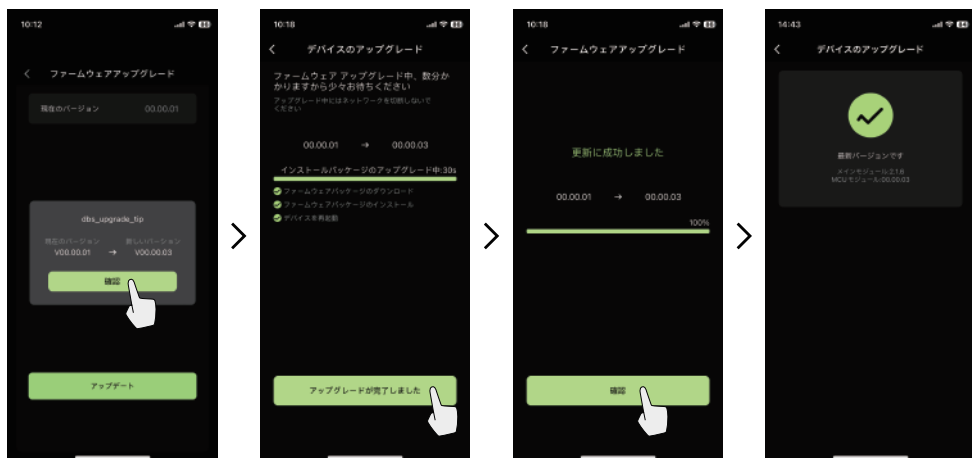 10:12
ファームウェアアップグレード
現在のバージョン 00.00.01
dbs_upgrade_tip
現在のバージョン 新しいバージョン
V00.00.01 → V00.00.03
確認
アップデート
10:18
デバイスのアップグレード
ファームウェア アップグレード中、数分か
かりますから少々お待ちください
アップグレード中にはネットワークを切断しないで
ください
00.00.01 → 00.00.03
インストールパッケージのアップグレード中:30s
ファームウェアパッケージのダウンロード
ファームウェアパッケージのインストール
デバイスを再起動
アップグレードが完了しました
10:18
ファームウェアアップグレード
更新に成功しました
00.00.01 → 00.00.03
100%
確認
14:43
デバイスのアップグレード
最新バージョンです
メインモジュール:2.1.8
MCUモジュール:00.00.03